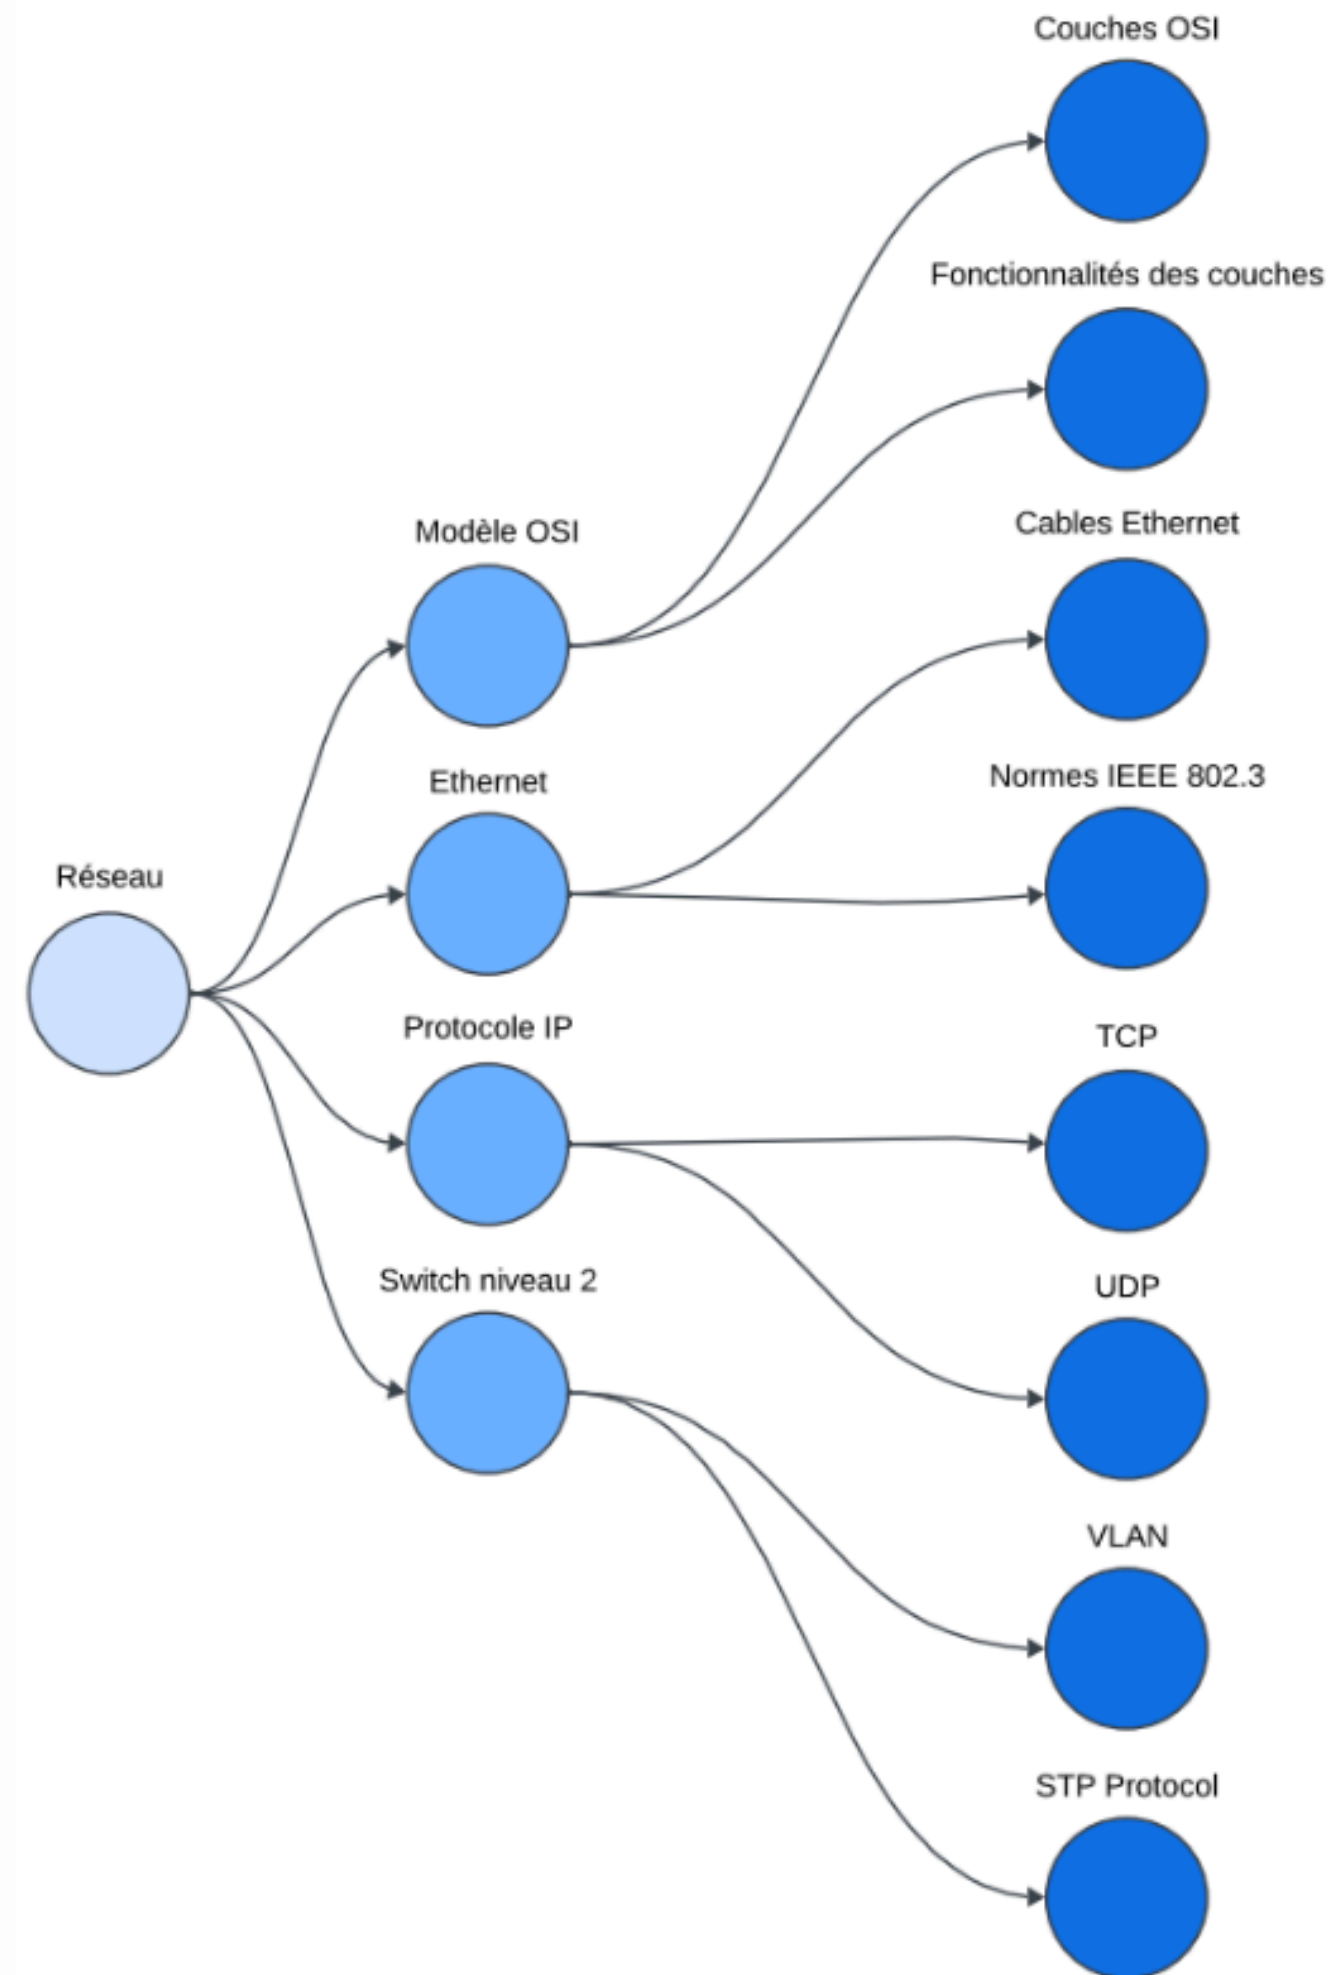 Couches OSI
Fonctionnalités des couches
Cables Ethernet
Modèle OSI
Normes IEEE 802.3
Ethernet
Réseau
Protocole IP
TCP
Switch niveau 2
UDP
VLAN
STP Protocol